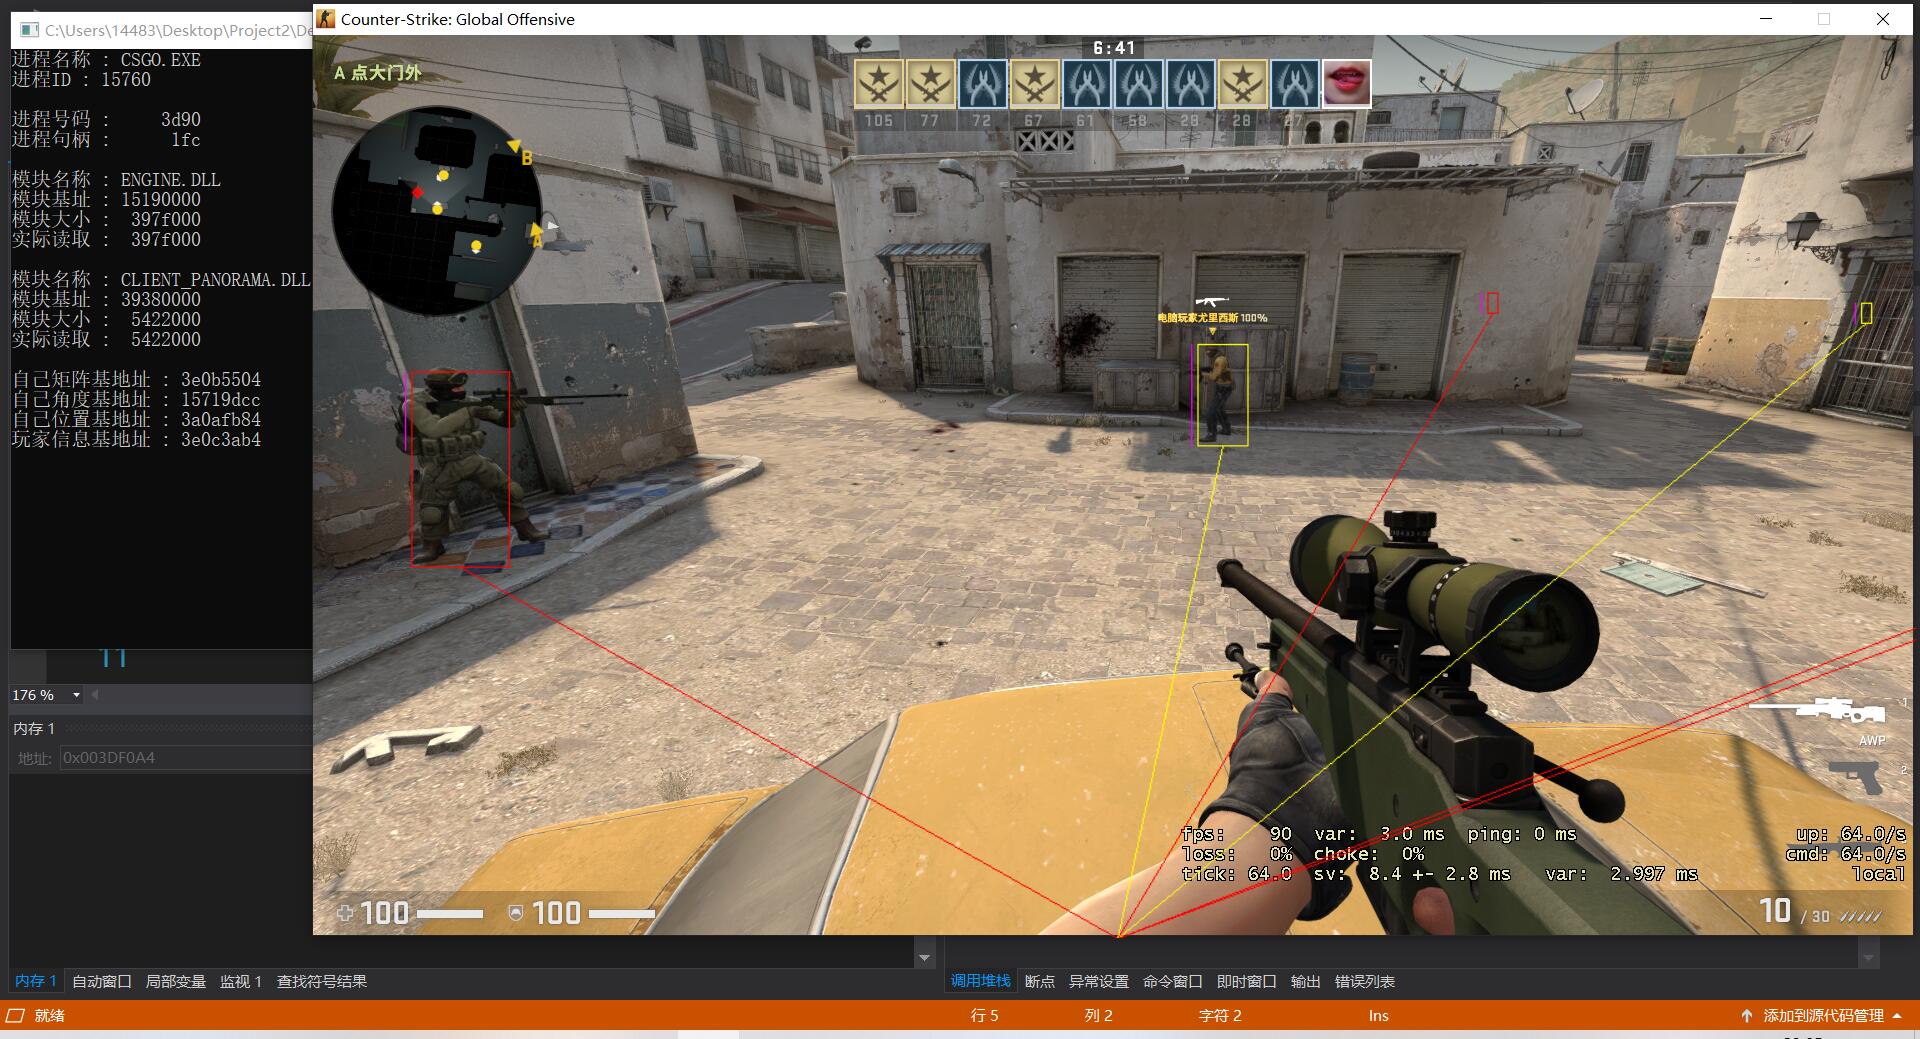 C:\Users\14483\Desktop\Project2\De
Counter-Strike: Global Offensive
进程名称 : CSGO.EXE
进程ID : 15760
进程号码 : 3d90
进程句柄 : 1fc
模块名称 : ENGINE.DLL
模块基址 : 15190000
模块大小 : 397f000
实际读取 : 397f000
模块名称 : CLIENT_PANORAMA.DLL
模块基址 : 39380000
模块大小 : 5422000
实际读取 : 5422000
自己矩阵基地址 : 3e0b5504
自己角度基地址 : 15719dcc
自己位置基地址 : 3a0afb84
玩家信息基地址 : 3e0c3ab4
11
176 %
内存 1
地址: 0x003DF0A4
A 点大门外
B
A
6:41
105 77 72 67 61 58 28 28 27
电脑玩家尤里西斯 100%
1
AWP
2
fps: 90 var: 3.0 ms ping: 0 ms
loss: 0% choke: 0%
tick: 64.0 sv: 8.4 +- 2.8 ms var: 2.997 ms
up: 64.0/s
cmd: 64.0/s
local
100 100
10 / 30
内存 1 自动窗口 局部变量 监视 1 查找符号结果
调用堆栈 断点 异常设置 命令窗口 即时窗口 输出 错误列表
就绪 行 5 列 2 字符 2 Ins 添加到源代码管理